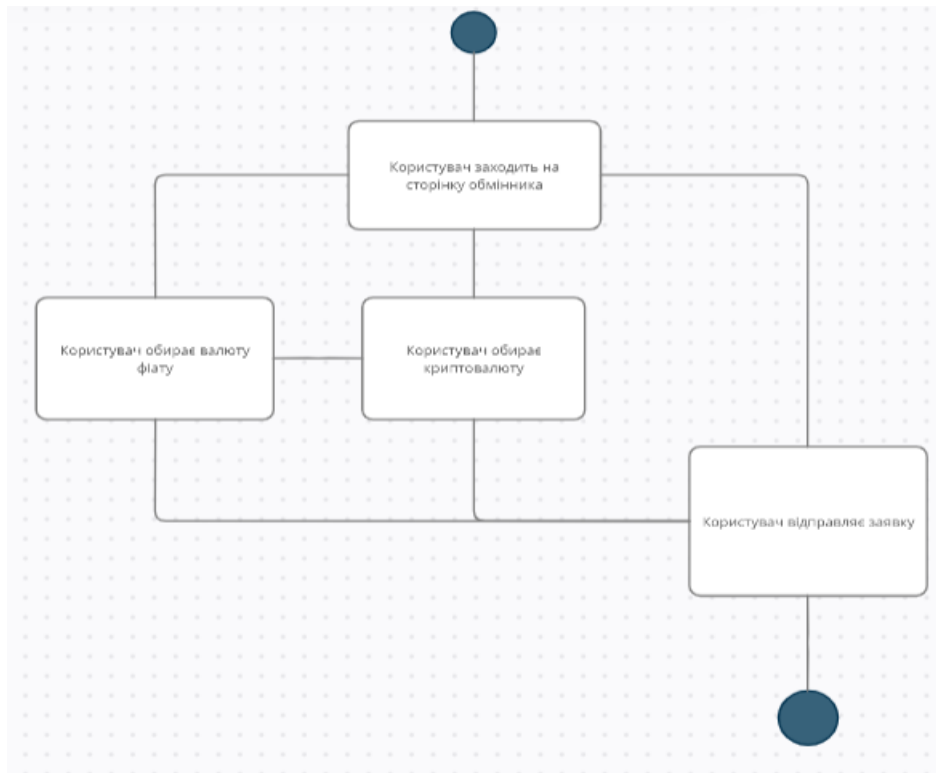 Користувач заходить на
сторінку обмінника
Користувач обирає валюту
фіату
Користувач обирає
криптовалюту
Користувач відправляє заявку